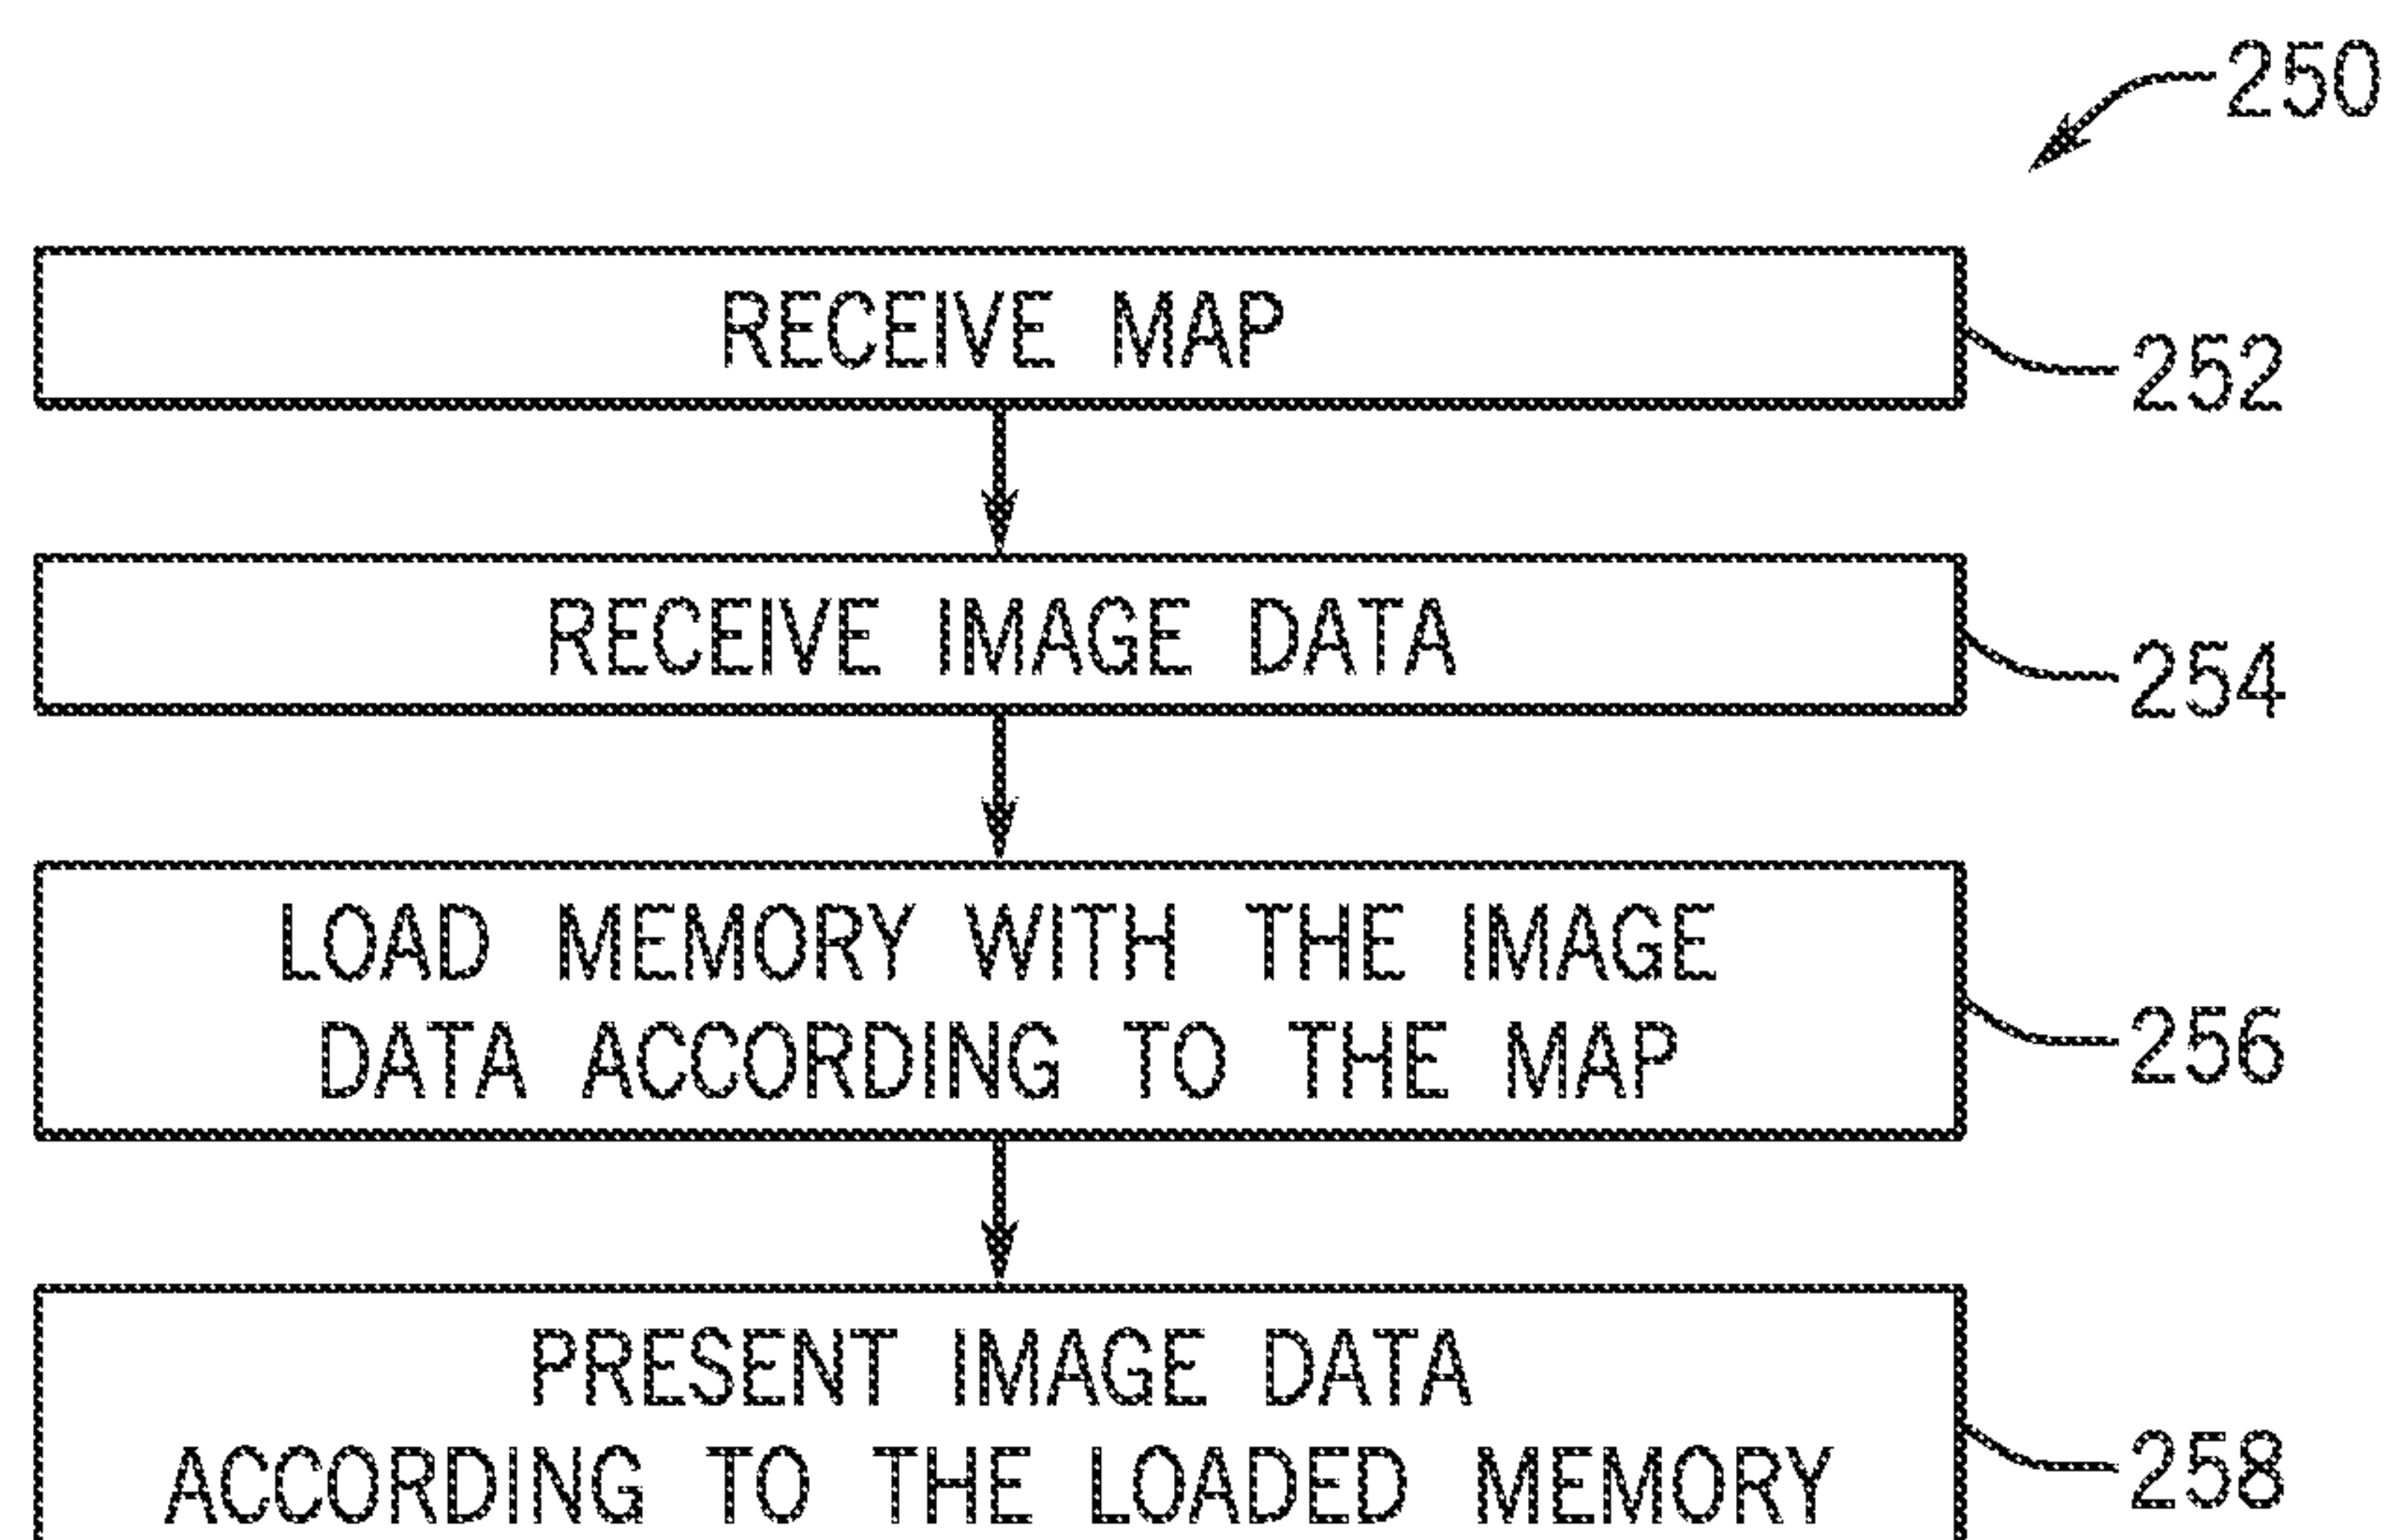 250
RECEIVE MAP
252
RECEIVE IMAGE DATA
254
LOAD MEMORY WITH THE IMAGE
DATA ACCORDING TO THE MAP
256
PRESENT IMAGE DATA
ACCORDING TO THE LOADED MEMORY
258